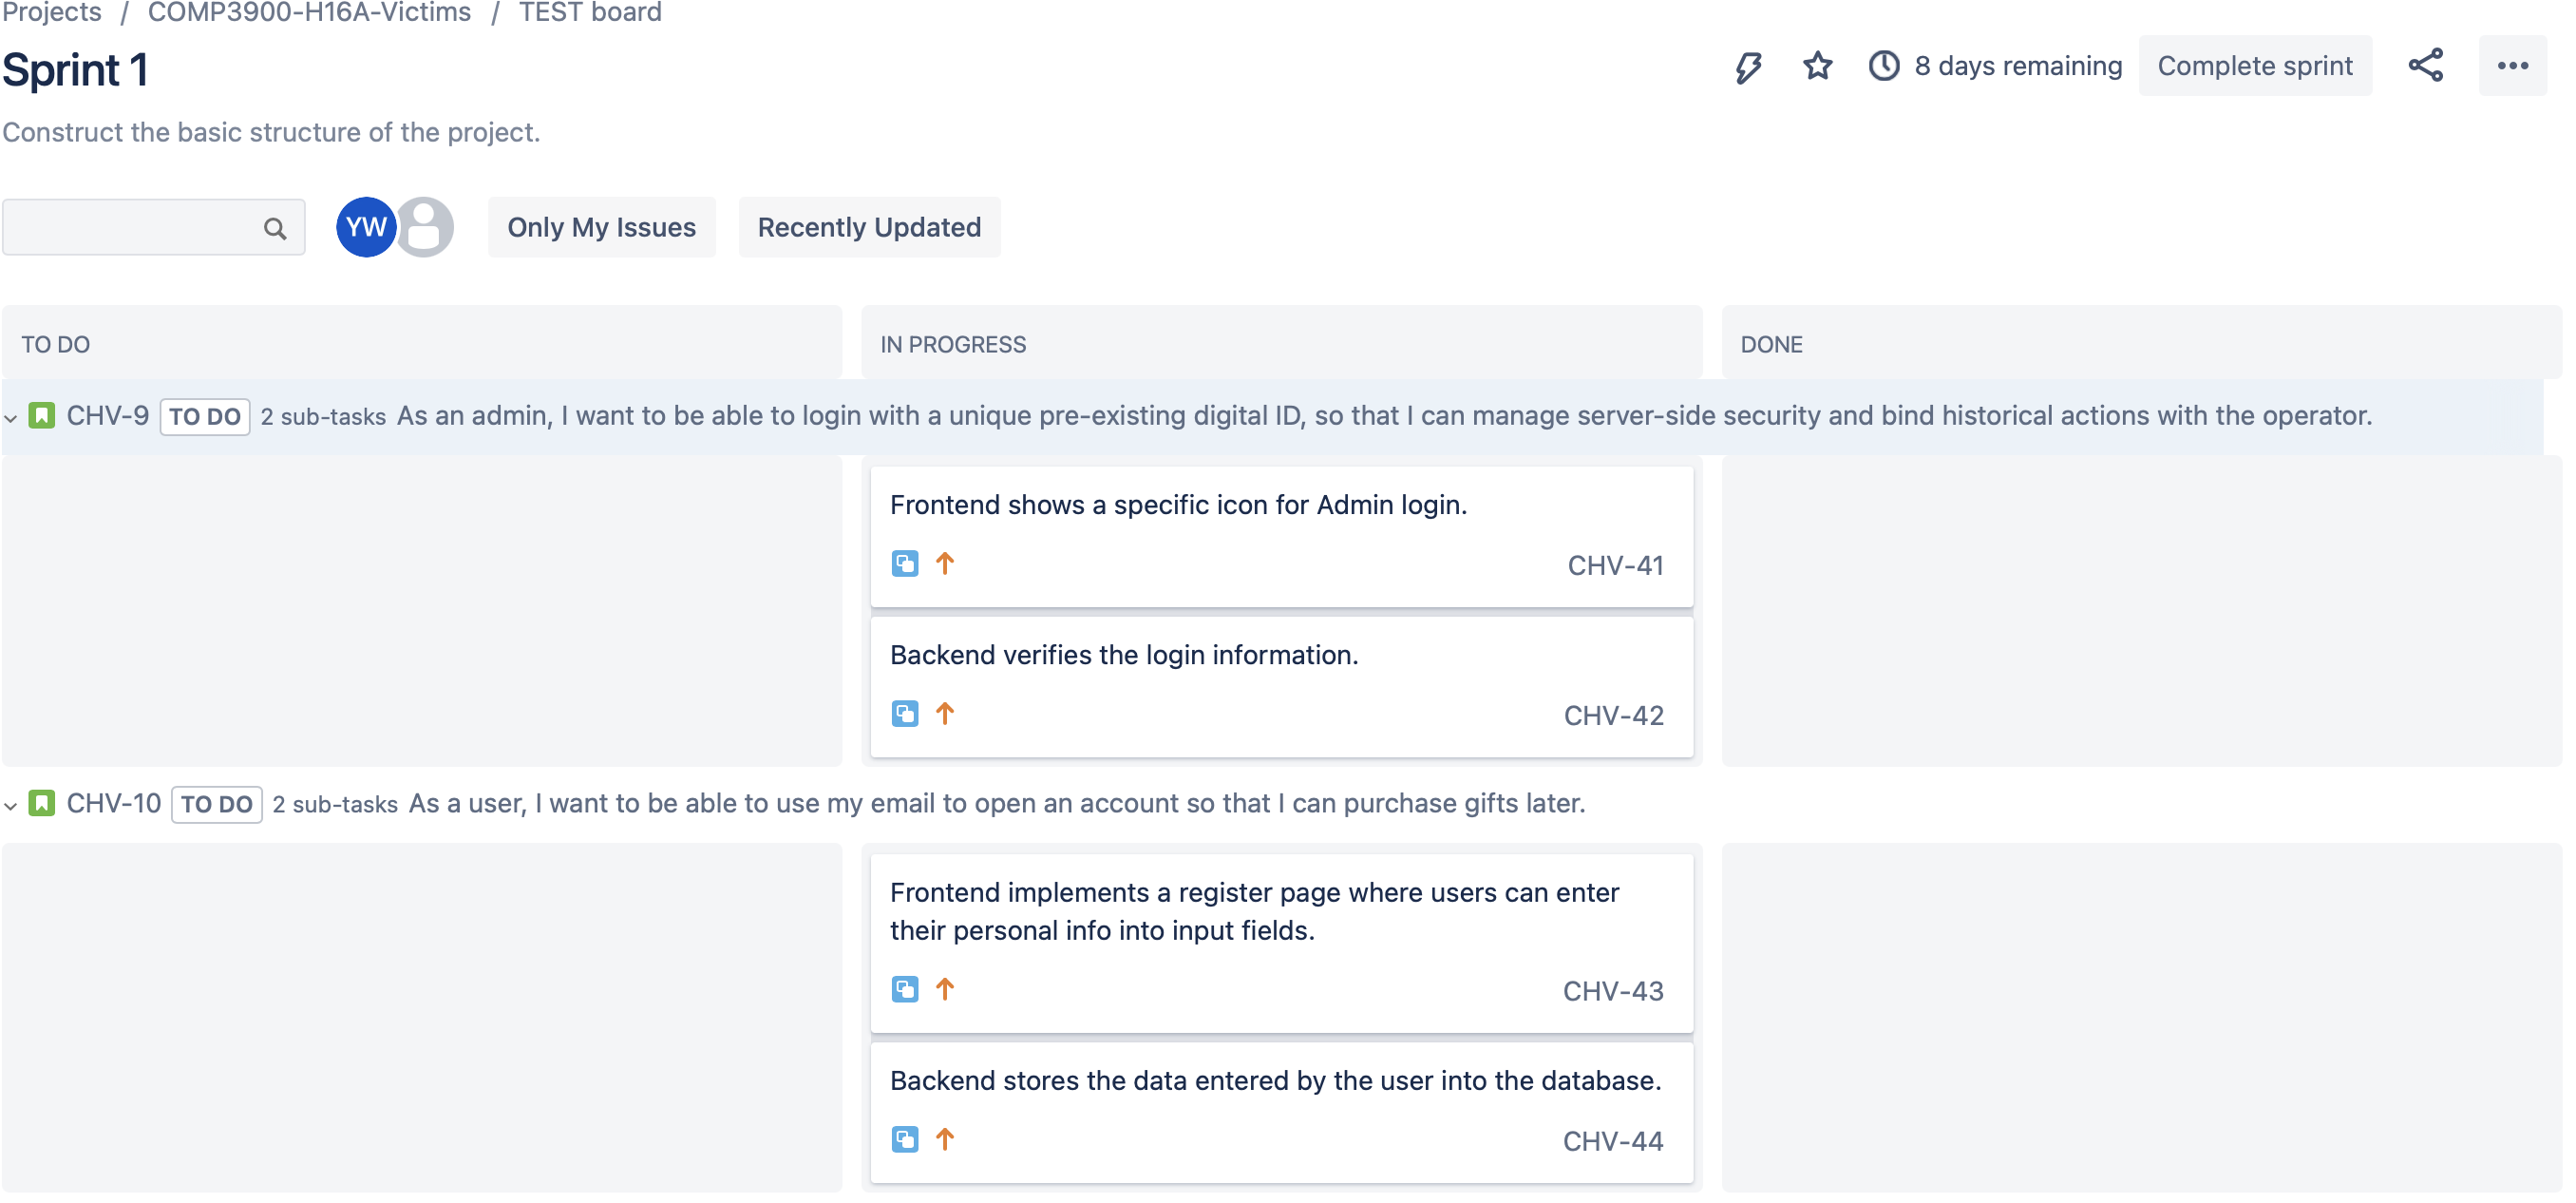 Projects / COMP3900-H16A-Victims / TEST board
Sprint 1
8 days remaining
Complete sprint
Construct the basic structure of the project.
YW
Only My Issues
Recently Updated
TO DO
IN PROGRESS
DONE
CHV-9 TO DO 2 sub-tasks As an admin, I want to be able to login with a unique pre-existing digital ID, so that I can manage server-side security and bind historical actions with the operator.
Frontend shows a specific icon for Admin login.
CHV-41
Backend verifies the login information.
CHV-42
CHV-10 TO DO 2 sub-tasks As a user, I want to be able to use my email to open an account so that I can purchase gifts later.
Frontend implements a register page where users can enter
their personal info into input fields.
CHV-43
Backend stores the data entered by the user into the database.
CHV-44